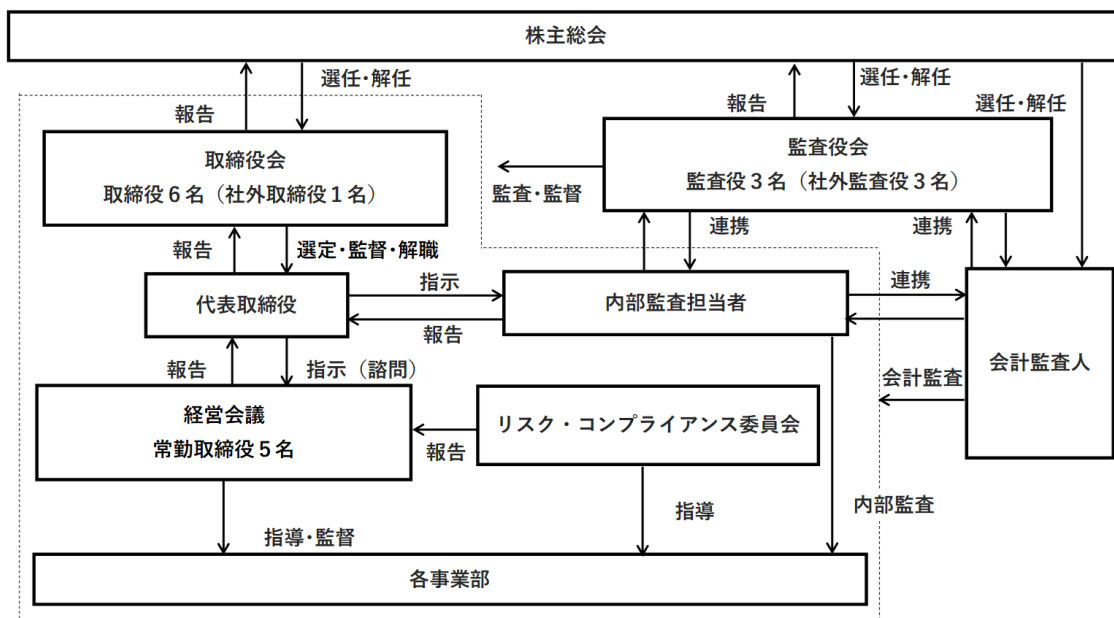 株主総会
選任・解任
選任・解任
報告
報告
選任・解任
取締役会
取締役6名（社外取締役1名）
監査役会
監査役3名（社外監査役3名）
監査・監督
報告
選定・監督・解職
連携
連携
代表取締役
指示
報告
内部監査担当者
連携
会計監査人
報告
指示（諮問）
会計監査
経営会議
常勤取締役5名
報告
リスク・コンプライアンス委員会
指導・監督
指導
内部監査
各事業部